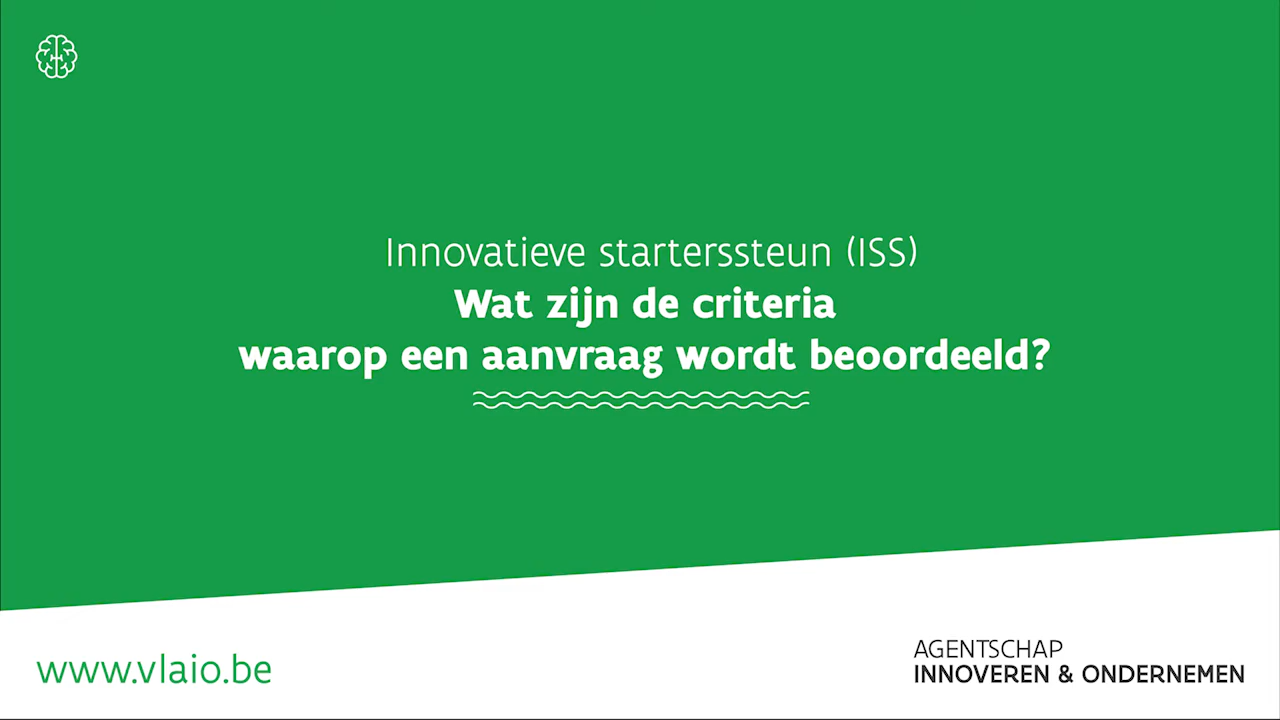 Innovatieve starterssteun (ISS)
Wat zijn de criteria
waarop een aanvraag wordt beoordeeld?
www.vlaio.be
AGENTSCHAP
INNOVEREN & ONDERNEMEN